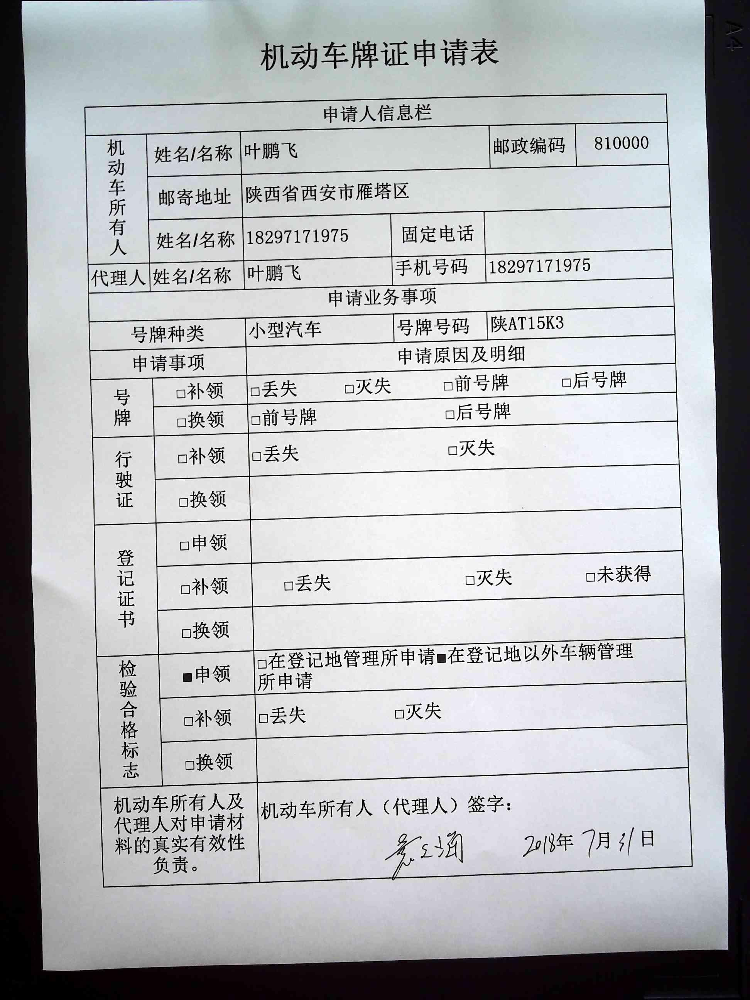 机动车牌证申请表
申请人信息栏
机动车所有人
姓名/名称 叶鹏飞 邮政编码 810000
邮寄地址 陕西省西安市雁塔区
姓名/名称 18297171975 固定电话
代理人 姓名/名称 叶鹏飞 手机号码 18297171975
申请业务事项
号牌种类 小型汽车 号牌号码 陕AT15K3
申请事项 申请原因及明细
号牌
□补领 □丢失 □灭失 □前号牌 □后号牌
□换领 □前号牌 □后号牌
行驶证
□补领 □丢失 □灭失
□换领
登记证书
□申领
□补领 □丢失 □灭失 □未获得
□换领
检验合格标志
■申领 □在登记地管理所申请■在登记地以外车辆管理
所申请
□补领 □丢失 □灭失
□换领
机动车所有人及
代理人对申请材
料的真实有效性
负责。
机动车所有人（代理人）签字：
2018年 7月 31日
A4